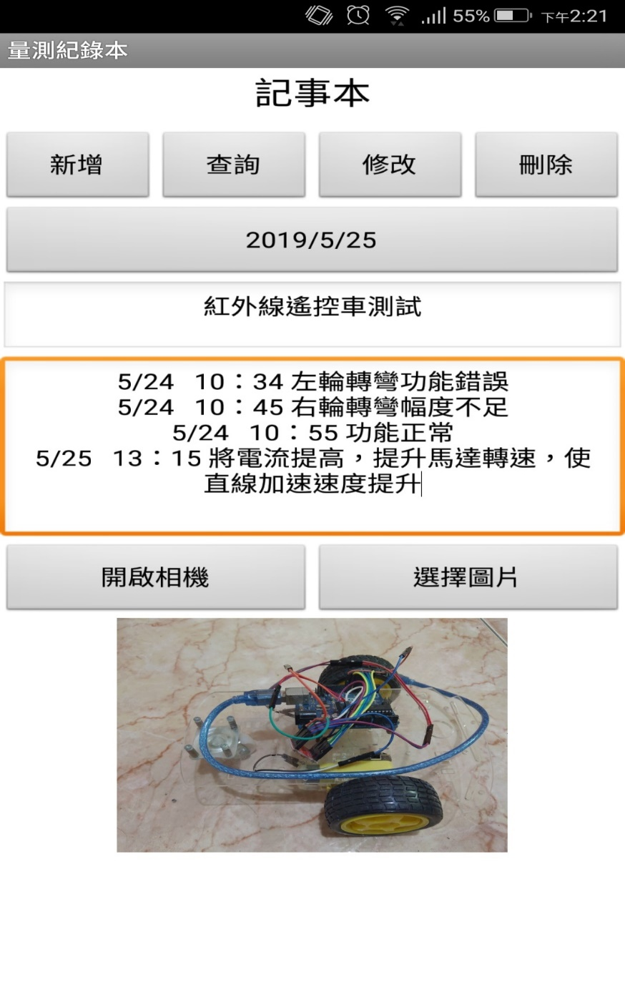 55% 下午2:21
量測紀錄本
記事本
新增 查詢 修改 刪除
2019/5/25
紅外線遙控車測試
5/24 10：34 左輪轉彎功能錯誤
5/24 10：45 右輪轉彎幅度不足
5/24 10：55 功能正常
5/25 13：15 將電流提高，提升馬達轉速，使
直線加速速度提升
開啟相機 選擇圖片